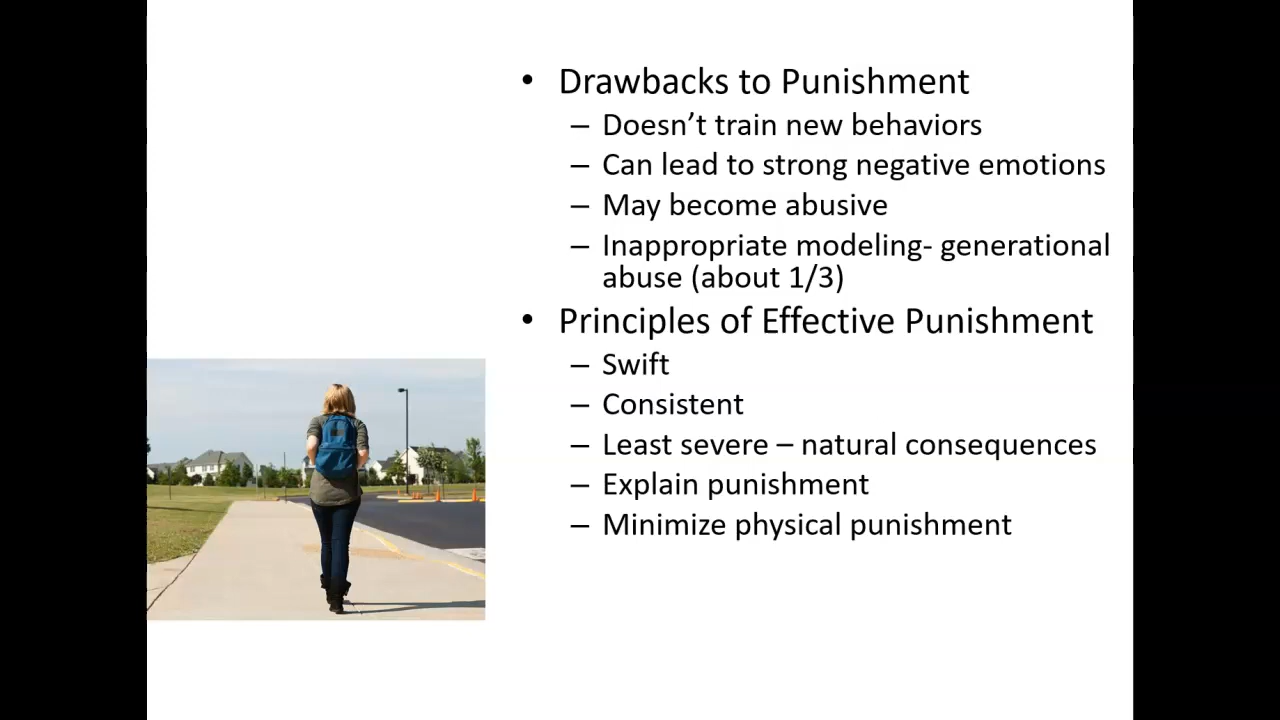 • Drawbacks to Punishment
– Doesn’t train new behaviors
– Can lead to strong negative emotions
– May become abusive
– Inappropriate modeling- generational
abuse (about 1/3)
• Principles of Effective Punishment
– Swift
– Consistent
– Least severe – natural consequences
– Explain punishment
– Minimize physical punishment